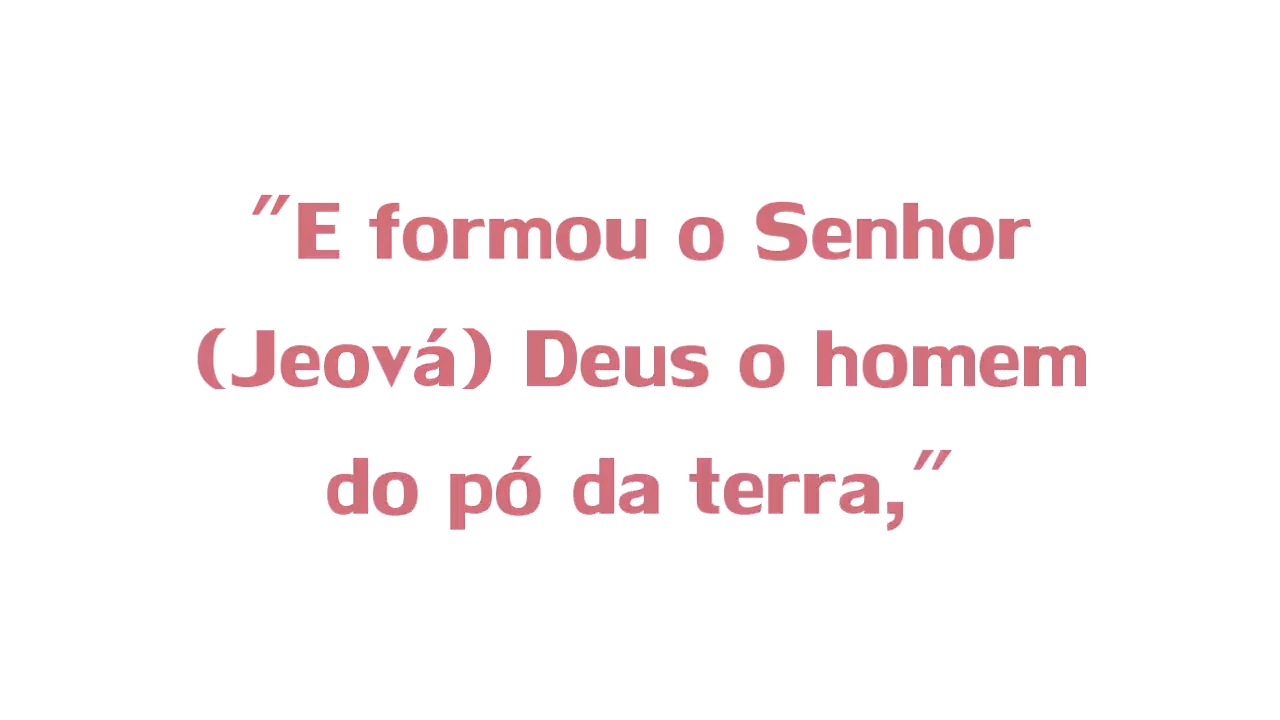 "E formou o Senhor
(Jeová) Deus o homem
do pó da terra,"